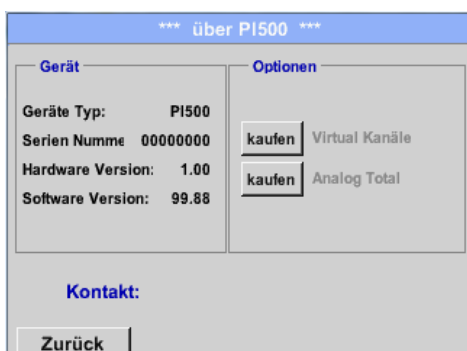 *** über PI500 ***
Gerät
Geräte Typ: PI500
Serien Numme 00000000
Hardware Version: 1.00
Software Version: 99.88
Optionen
kaufen Virtual Kanäle
kaufen Analog Total
Kontakt:
Zurück